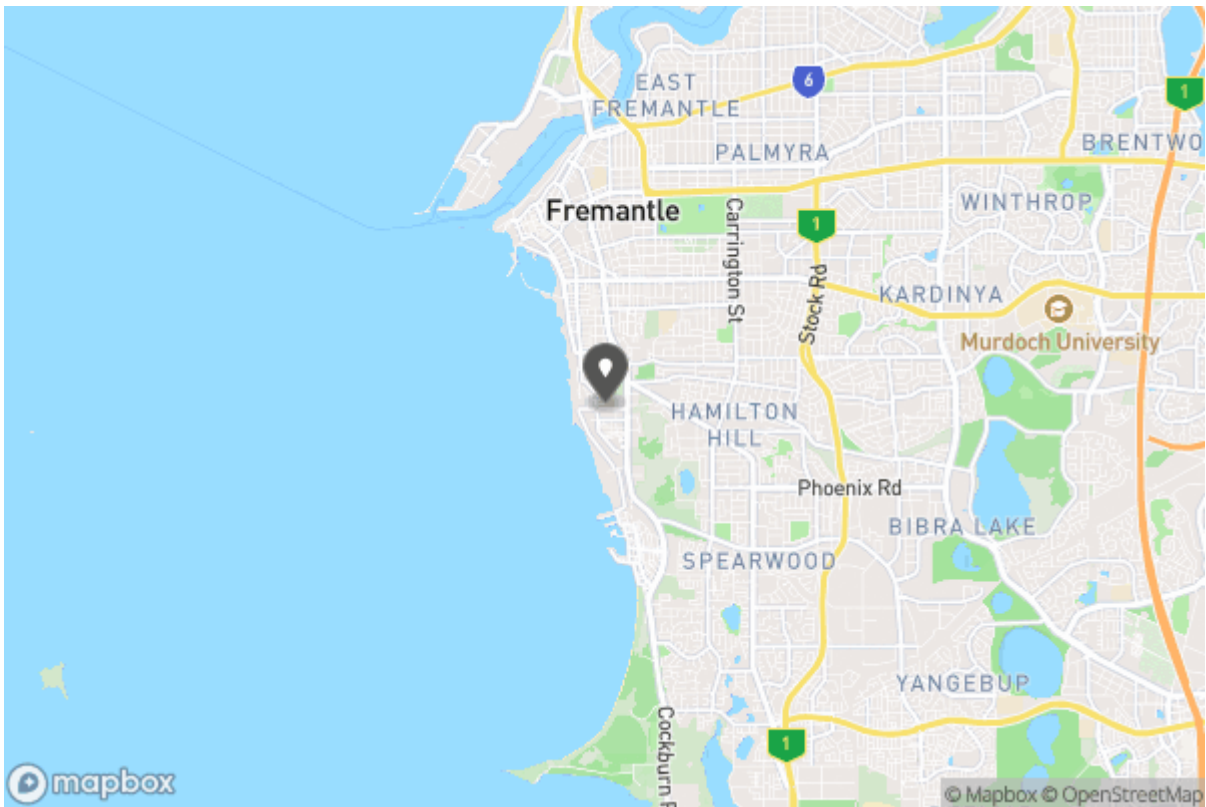 EAST
FREMANTLE
6
1
BRENTWO
PALMYRA
Fremantle
Carrington St
1
WINTHROP
Stock Rd
KARDINYA
Murdoch University
HAMILTON
HILL
Phoenix Rd
BIBRA LAKE
SPEARWOOD
YANGEBUP
Cockburn R
1
mapbox
© Mapbox © OpenStreetMap